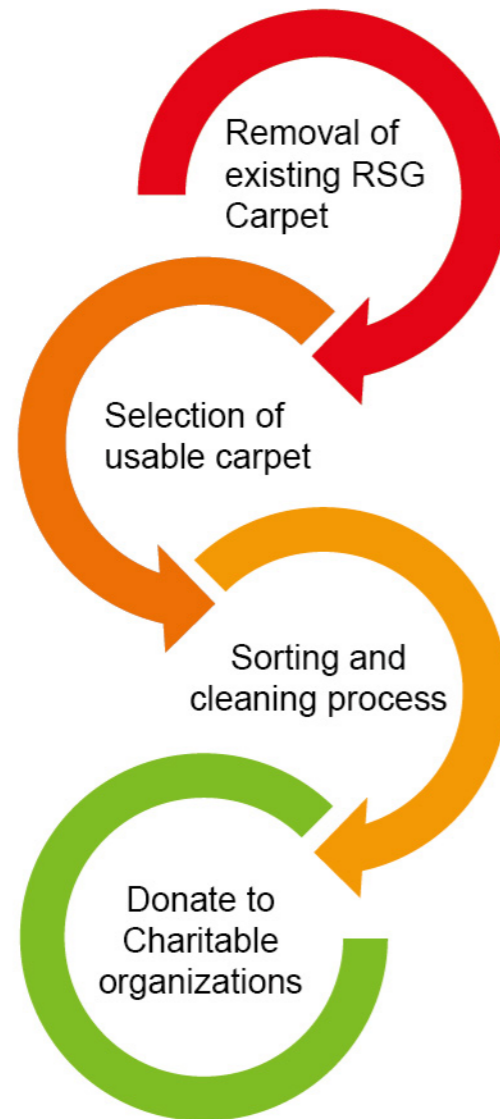 Removal of
existing RSG
Carpet
Selection of
usable carpet
Sorting and
cleaning process
Donate to
Charitable
organizations